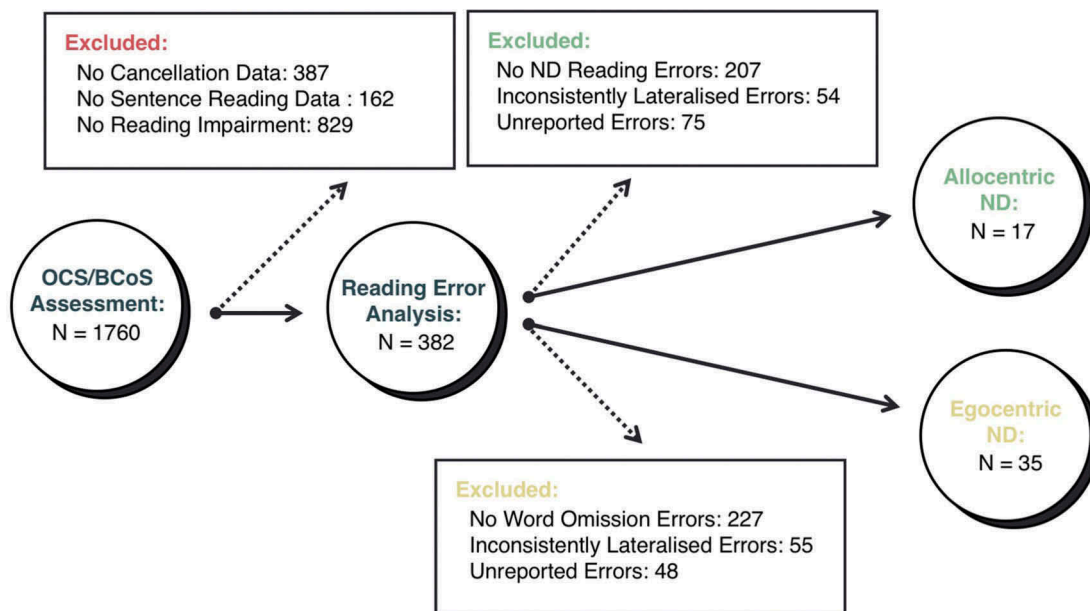 Excluded:
No Cancellation Data: 387
No Sentence Reading Data : 162
No Reading Impairment: 829
Excluded:
No ND Reading Errors: 207
Inconsistently Lateralised Errors: 54
Unreported Errors: 75
OCS/BCoS
Assessment:
N = 1760
Reading Error
Analysis:
N = 382
Allocentric
ND:
N = 17
Egocentric
ND:
N = 35
Excluded:
No Word Omission Errors: 227
Inconsistently Lateralised Errors: 55
Unreported Errors: 48